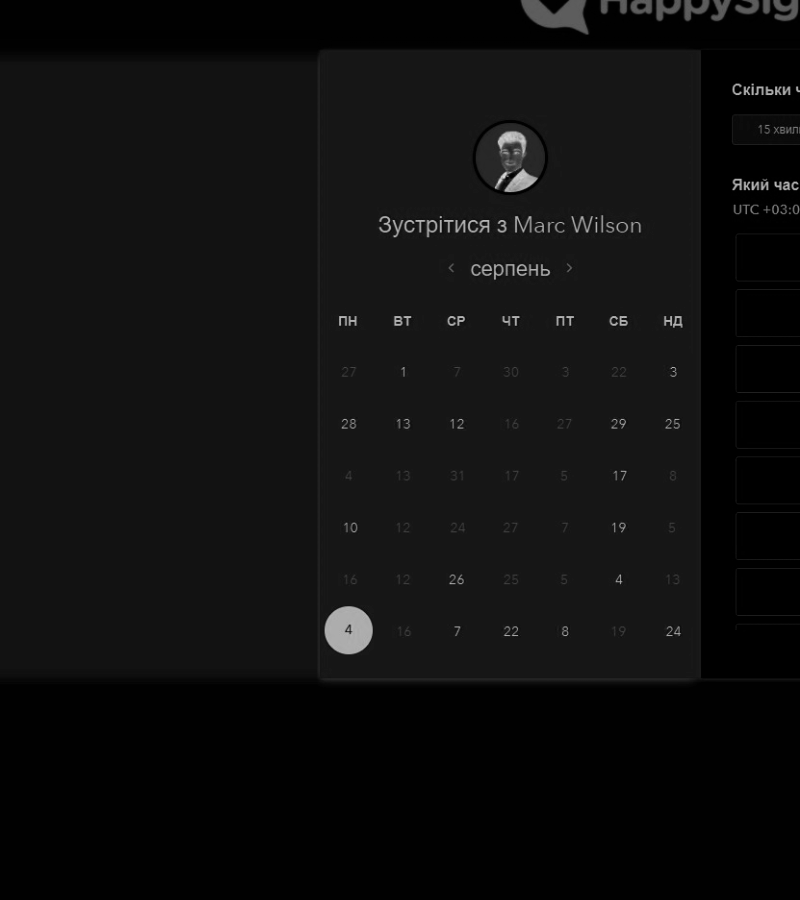 HappySig
Зустрітися з Marc Wilson
< серпень >
ПН ВТ СР ЧТ ПТ СБ НД
27 1 7 30 3 22 3
28 13 12 16 27 29 25
4 13 31 17 5 17 8
10 12 24 27 7 19 5
16 12 26 25 5 4 13
4 16 7 22 8 19 24
Скільки ч
15 хвил
Який час
UTC +03:0